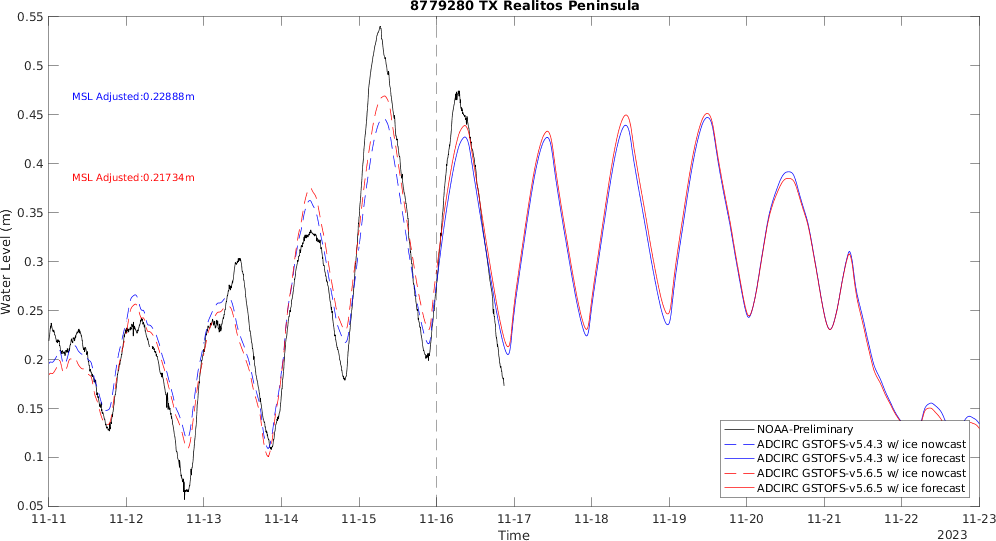 8779280 TX Realitos Peninsula
0.55
0.5
0.45
0.4
0.35
0.3
0.25
0.2
0.15
0.1
0.05
Water Level (m)
MSL Adjusted:0.22888m
MSL Adjusted:0.21734m
NOAA-Preliminary
ADCIRC GSTOFS-v5.4.3 w/ ice nowcast
ADCIRC GSTOFS-v5.4.3 w/ ice forecast
ADCIRC GSTOFS-v5.6.5 w/ ice nowcast
ADCIRC GSTOFS-v5.6.5 w/ ice forecast
11-11 11-12 11-13 11-14 11-15 11-16 11-17 11-18 11-19 11-20 11-21 11-22 11-23
Time
2023